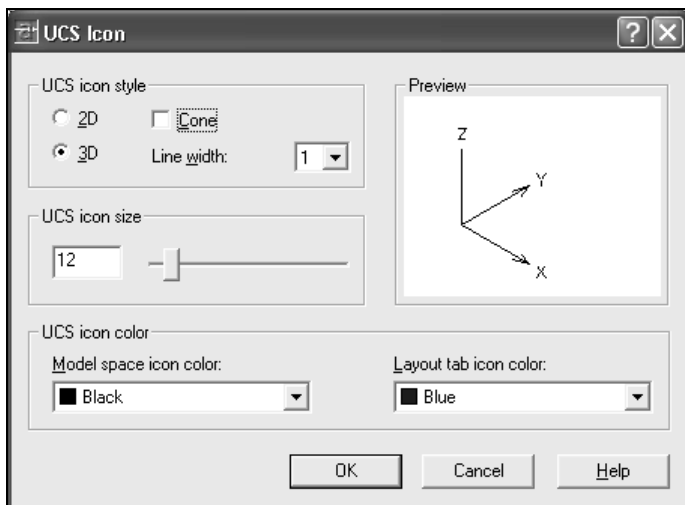 UCS Icon
UCS icon style
2D
Cone
3D
Line width:
1
Preview
Z
Y
X
UCS icon size
12
UCS icon color
Model space icon color:
Black
Layout tab icon color:
Blue
OK
Cancel
Help